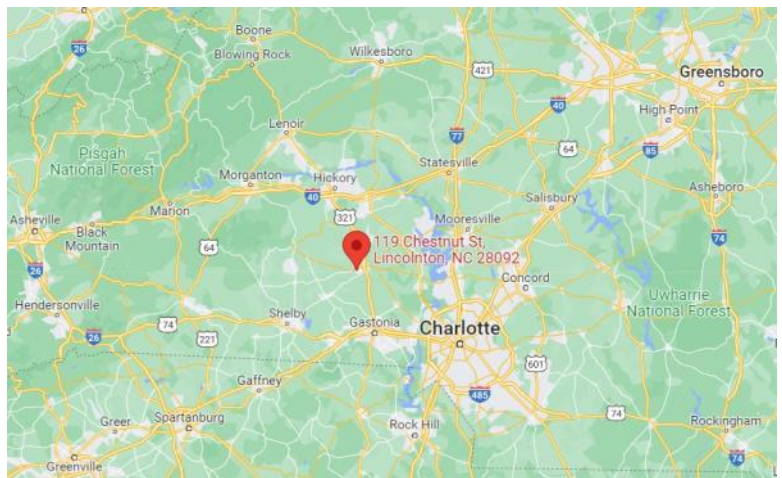 Boone
26
Blowing Rock
Wilkesboro
421
Greensboro
40
High Point
Lenoir
77
85
64
Pisgah
National Forest
Statesville
Morganton
Hickory
40
Asheboro
Salisbury
Marion
321
Asheville
Black
Mountain
64
Mooresville
74
119 Chestnut St,
Lincolnton, NC 28092
26
Concord
Uwharrie
National Forest
Hendersonville
Shelby
74
221
26
Gastonia
Charlotte
601
Gaffney
485
Greer
Spartanburg
Rock Hill
74
Rockingham
Greenville
74